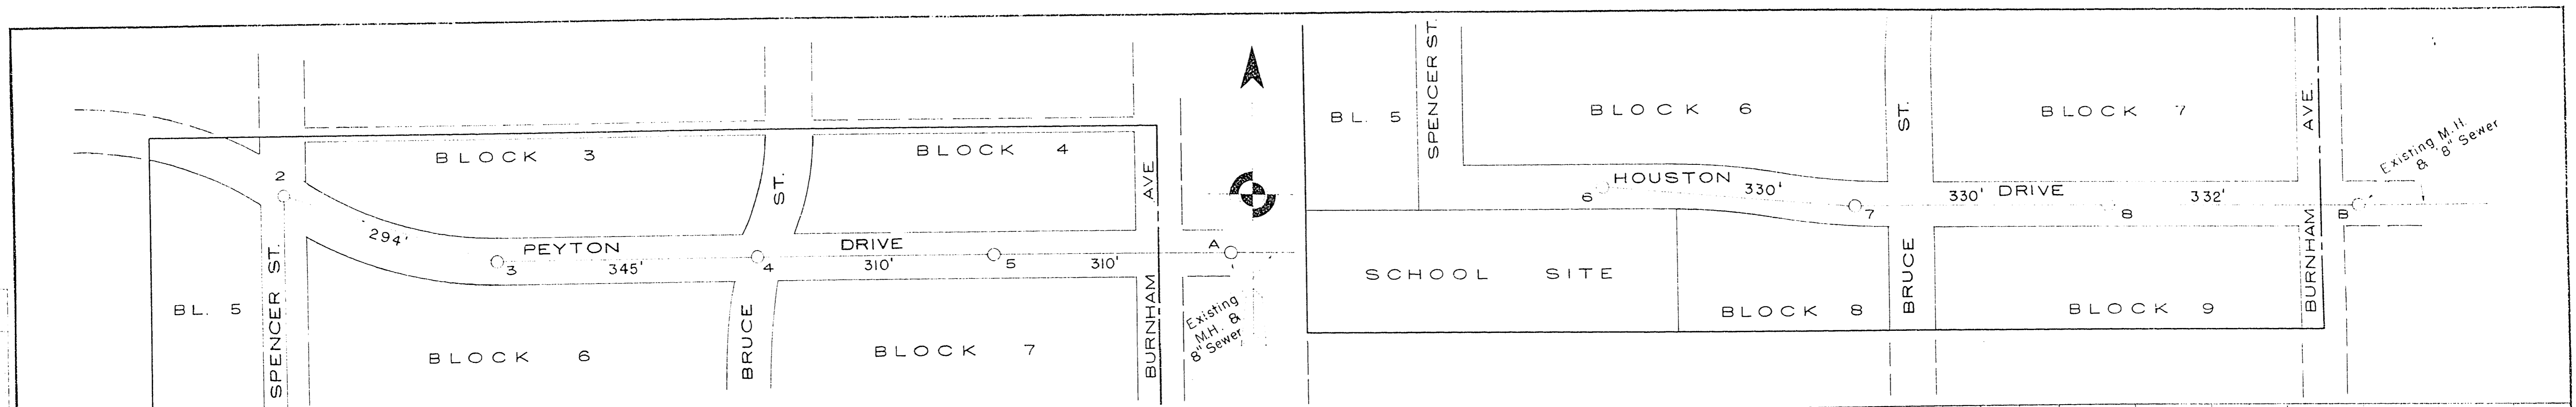 BLOCK 3
BLOCK 4
2
ST.
AVE
294'
PEYTON DRIVE
A
3
345'
4
310'
5
310'
BL. 5
SPENCER ST.
BLOCK 6
BRUCE
BLOCK 7
BURNHAM
Existing
M.H. &
8" Sewer
BL. 5
SPENCER ST.
BLOCK 6
ST.
BLOCK 7
AVE.
Existing M.H.
& 8" Sewer
HOUSTON DRIVE
6
330'
7
330'
8
332'
B
SCHOOL SITE
BLOCK 8
BRUCE
BLOCK 9
BURNHAM